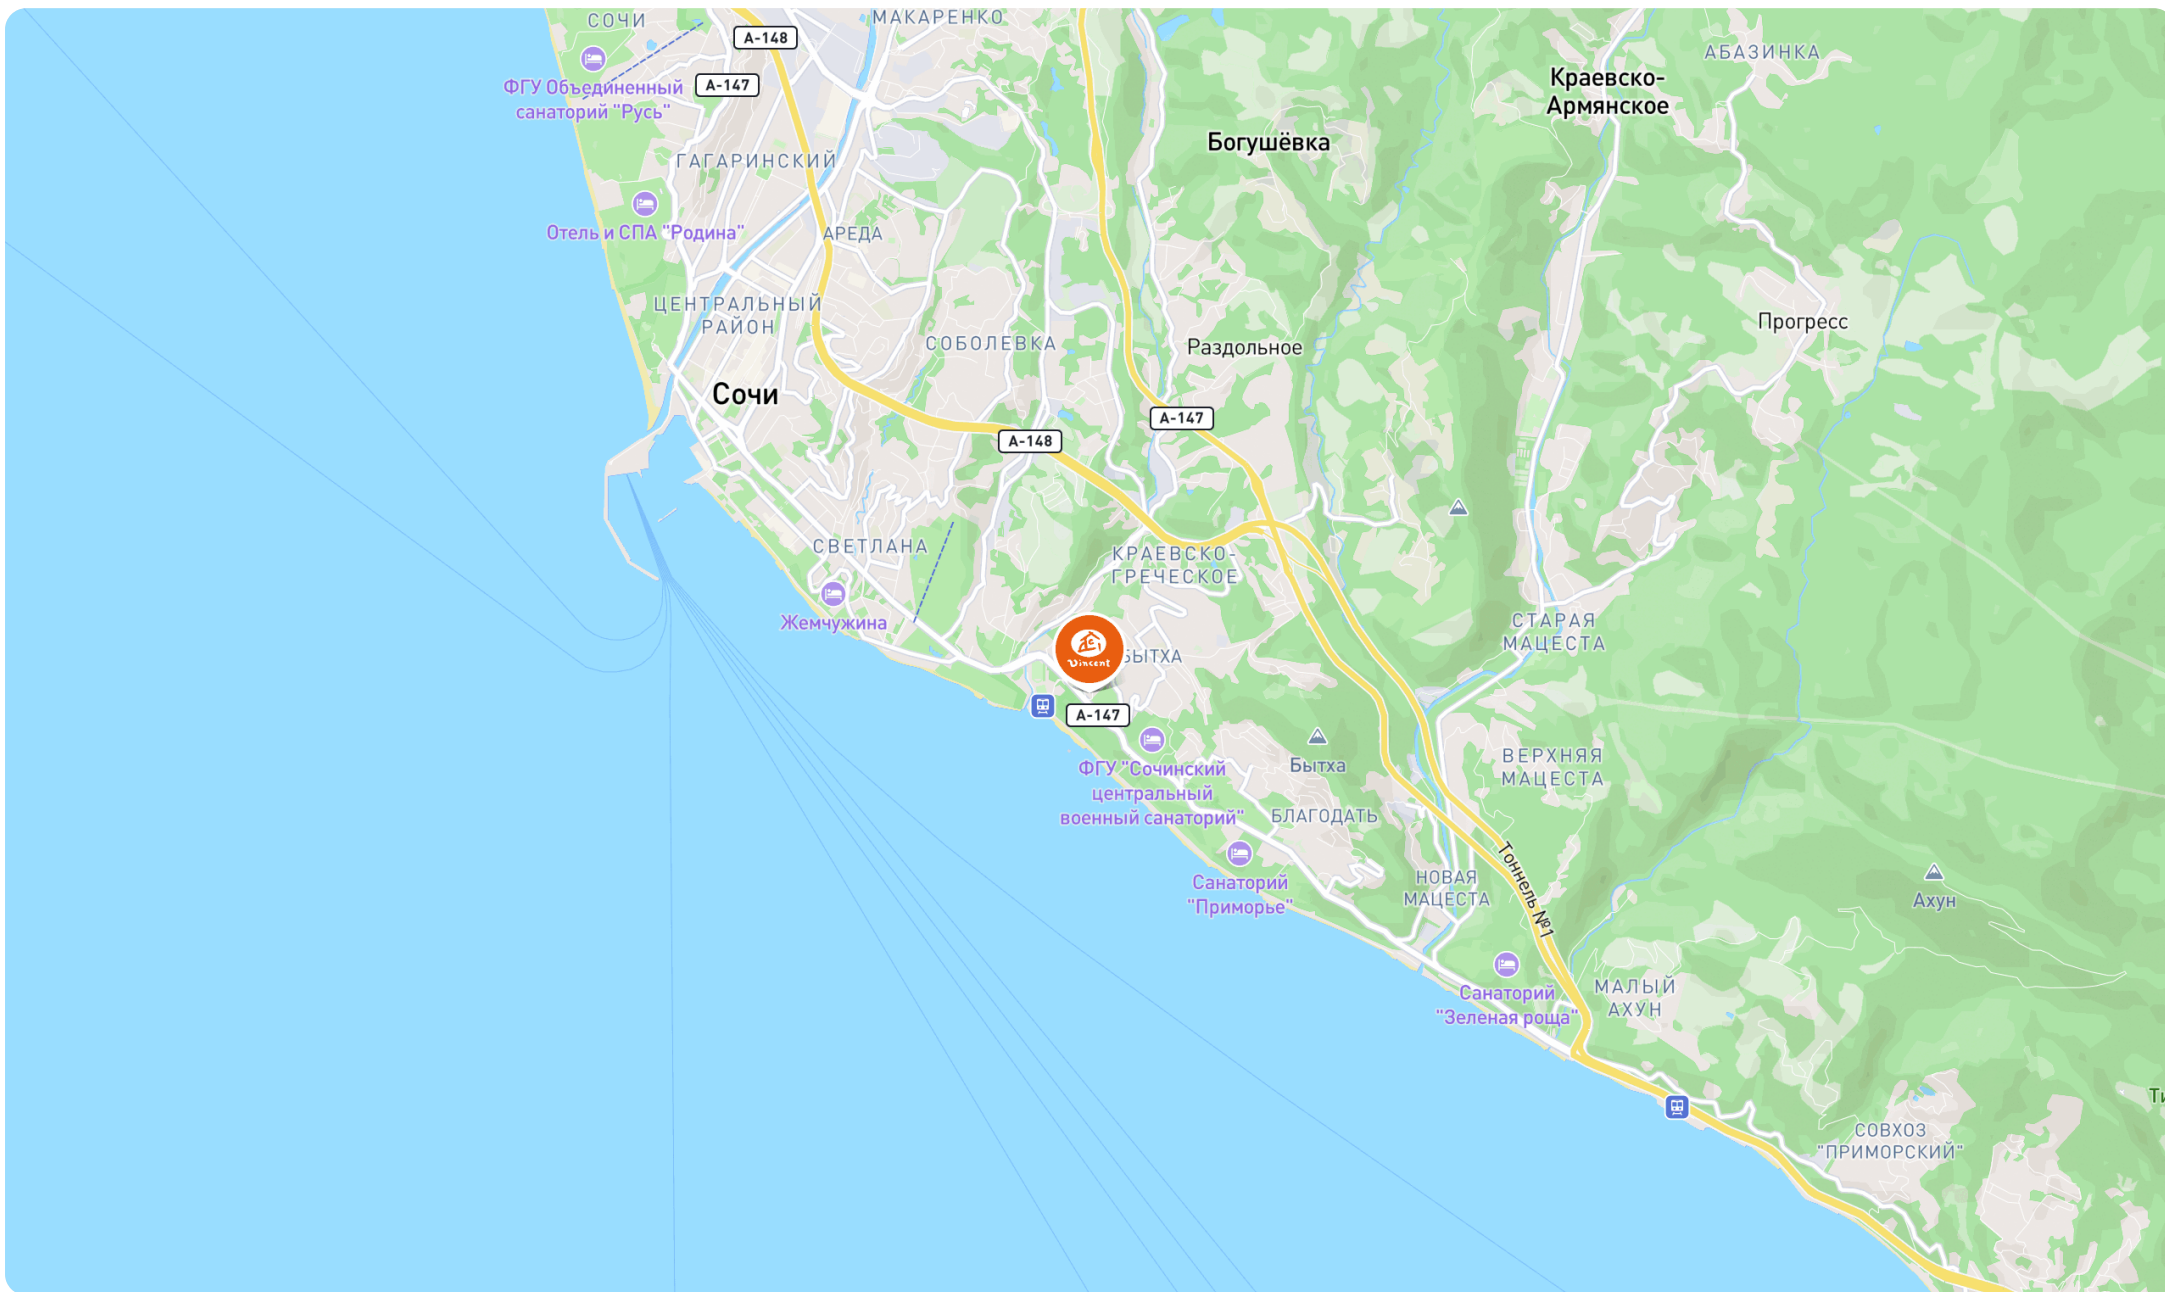 СОЧИ
МАКАРЕНКО
А-148
АБАЗИНКА
А-147
ФГУ Объединенный
санаторий "Русь"
Краевско-
Армянское
Богушёвка
ГАГАРИНСКИЙ
Отель и СПА "Родина"
АРЕДА
ЦЕНТРАЛЬНЫЙ
РАЙОН
Прогресс
СОБОЛЕВКА
Раздольное
Сочи
А-147
А-148
СВЕТЛАНА
КРАЕВСКО-
ГРЕЧЕСКОЕ
Жемчужина
СТАРАЯ
МАЦЕСТА
Vincent
БЫТХА
А-147
ФГУ "Сочинский
центральный
военный санаторий"
Бытха
ВЕРХНЯЯ
МАЦЕСТА
БЛАГОДАТЬ
Тоннель №1
Санаторий
"Приморье"
НОВАЯ
МАЦЕСТА
Ахун
Санаторий
"Зеленая роща"
МАЛЫЙ
АХУН
Ти
СОВХОЗ
"ПРИМОРСКИЙ"